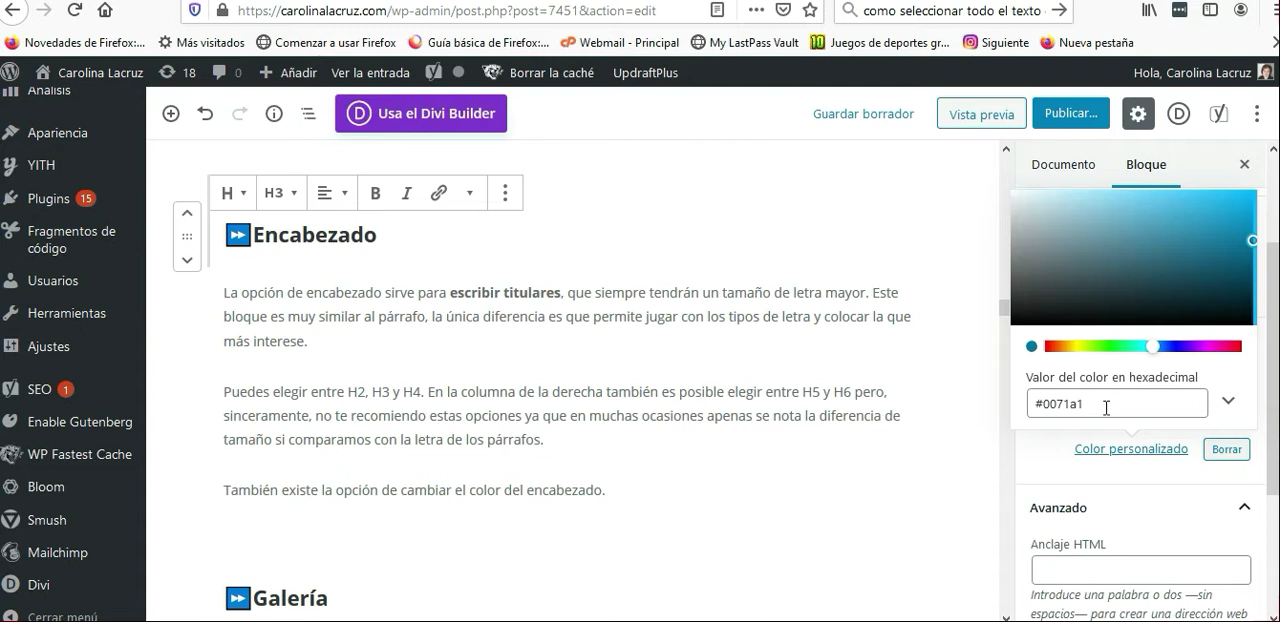 https://carolinalacruz.com/wp-admin/post.php?post=7451&action=edit
como seleccionar todo el texto
Novedades de Firefox:...
Más visitados
Comenzar a usar Firefox
Guía básica de Firefox:...
Webmail - Principal
My LastPass Vault
Juegos de deportes gr...
Siguiente
Nueva pestaña
Carolina Lacruz
18
0
Añadir
Ver la entrada
Borrar la caché
UpdraftPlus
Hola, Carolina Lacruz
Análisis
Apariencia
YITH
Plugins 15
Fragmentos de
código
Usuarios
Herramientas
Ajustes
SEO 1
Enable Gutenberg
WP Fastest Cache
Bloom
Smush
Mailchimp
Divi
Cerrar menú
D Usa el Divi Builder
Guardar borrador
Vista previa
Publicar...
D
H
H3
B
I
Encabezado
La opción de encabezado sirve para escribir titulares, que siempre tendrán un tamaño de letra mayor. Este
bloque es muy similar al párrafo, la única diferencia es que permite jugar con los tipos de letra y colocar la que
más interese.
Puedes elegir entre H2, H3 y H4. En la columna de la derecha también es posible elegir entre H5 y H6 pero,
sinceramente, no te recomiendo estas opciones ya que en muchas ocasiones apenas se nota la diferencia de
tamaño si comparamos con la letra de los párrafos.
También existe la opción de cambiar el color del encabezado.
Galería
Documento
Bloque
Valor del color en hexadecimal
#0071a1
Color personalizado
Borrar
Avanzado
Anclaje HTML
Introduce una palabra o dos —sin
espacios— para crear una dirección web